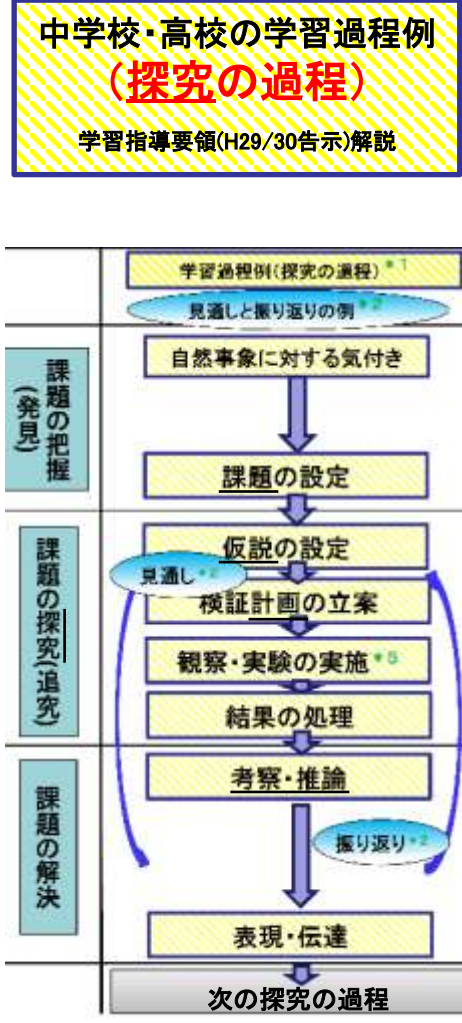 中学校・高校の学習過程例
(探究の過程)
学習指導要領(H29/30告示)解説
学習過程例(探究の過程)*1
見通しと振り返りの例*2
課題の把握
(発見)
自然事象に対する気付き
課題の設定
課題の探究(追究)
仮説の設定
見通し*2
検証計画の立案
観察・実験の実施*5
結果の処理
課題の解決
考察・推論
振り返り*2
表現・伝達
次の探究の過程